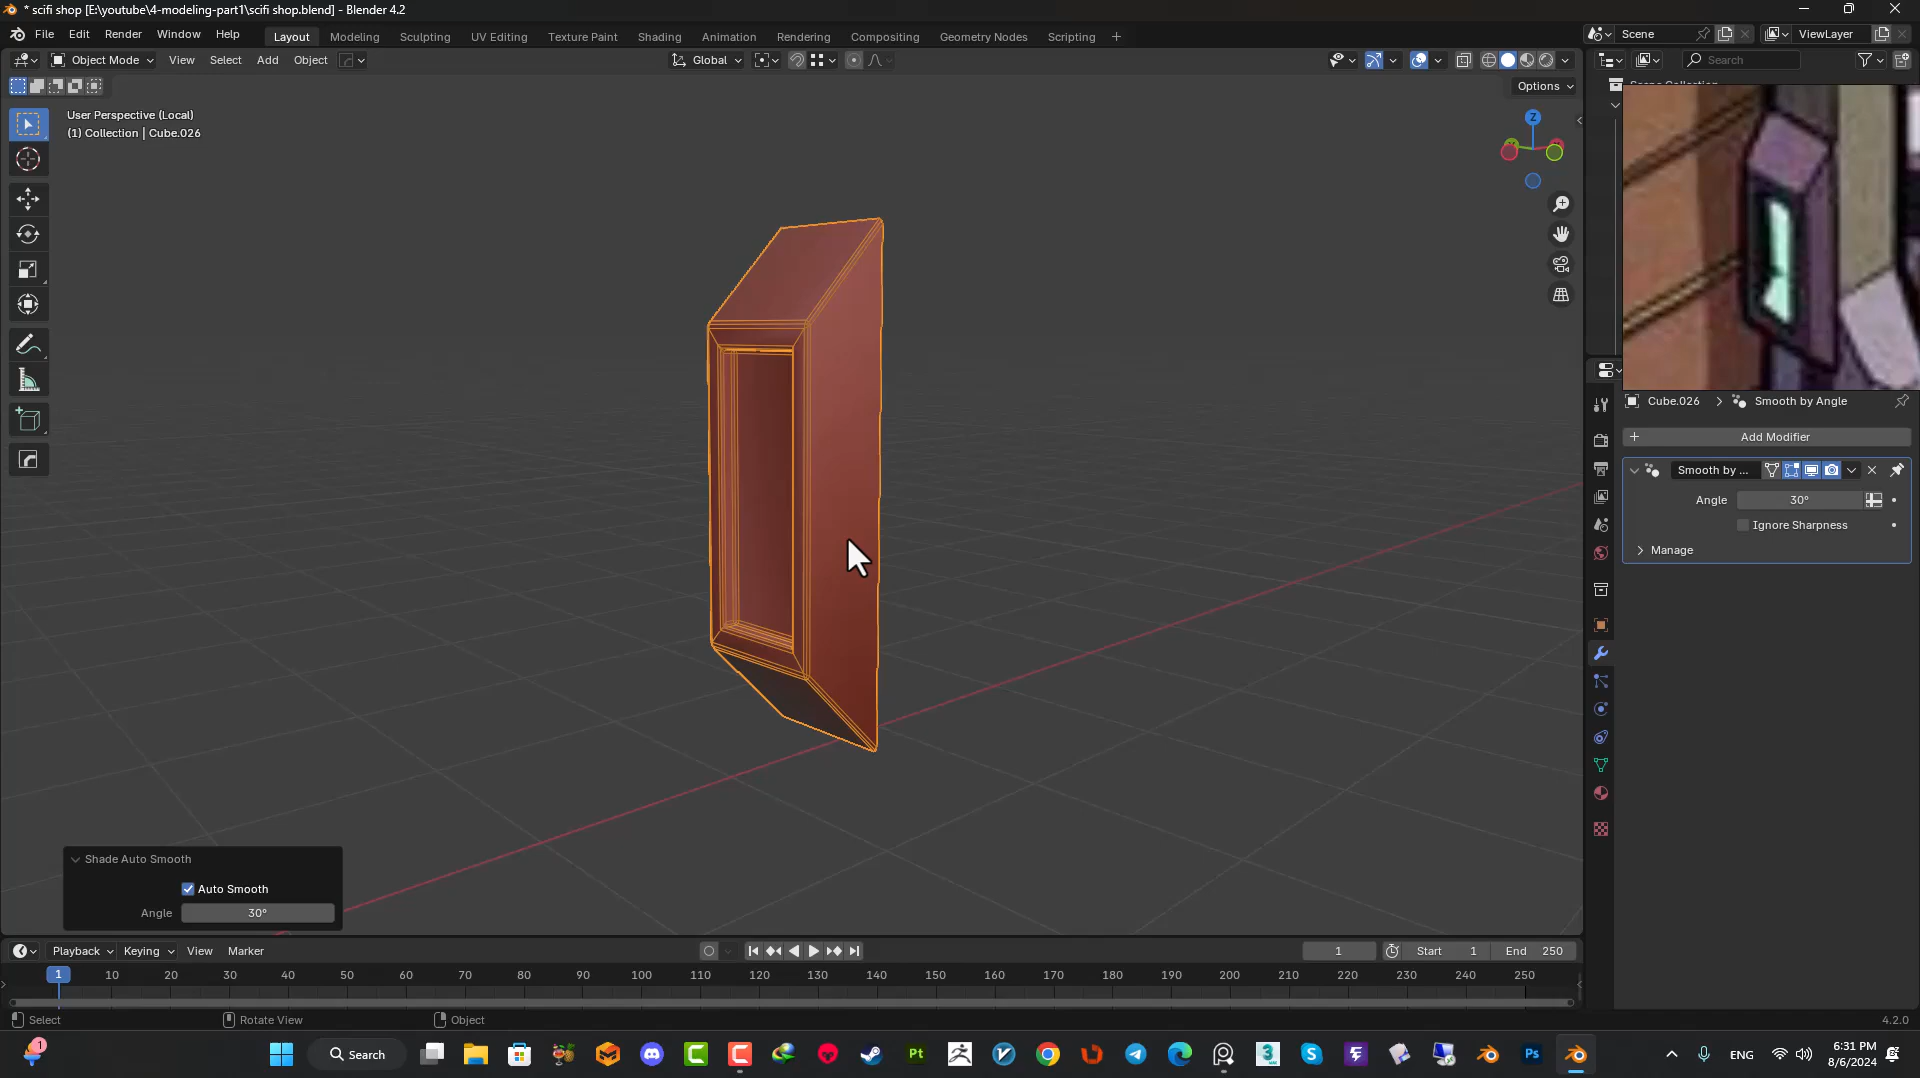 * scifi shop [E:\youtube\4-modeling-part1\scifi shop.blend] - Blender 4.2
File Edit Render Window Help Layout Modeling Sculpting UV Editing Texture Paint Shading Animation Rendering Compositing Geometry Nodes Scripting + Scene ViewLayer
Object Mode View Select Add Object Global Search
Options
User Perspective (Local)
(1) Collection | Cube.026
Z
Cube.026 Smooth by Angle
Add Modifier
Smooth by ...
Angle 30°
Ignore Sharpness
Manage
Shade Auto Smooth
Auto Smooth
Angle 30°
Playback Keying View Marker 1 Start 1 End 250
1 10 20 30 40 50 60 70 80 90 100 110 120 130 140 150 160 170 180 190 200 210 220 230 240 250
Select Rotate View Object 4.2.0
1 Search Pt 3 Ps ENG 6:31 PM
8/6/2024